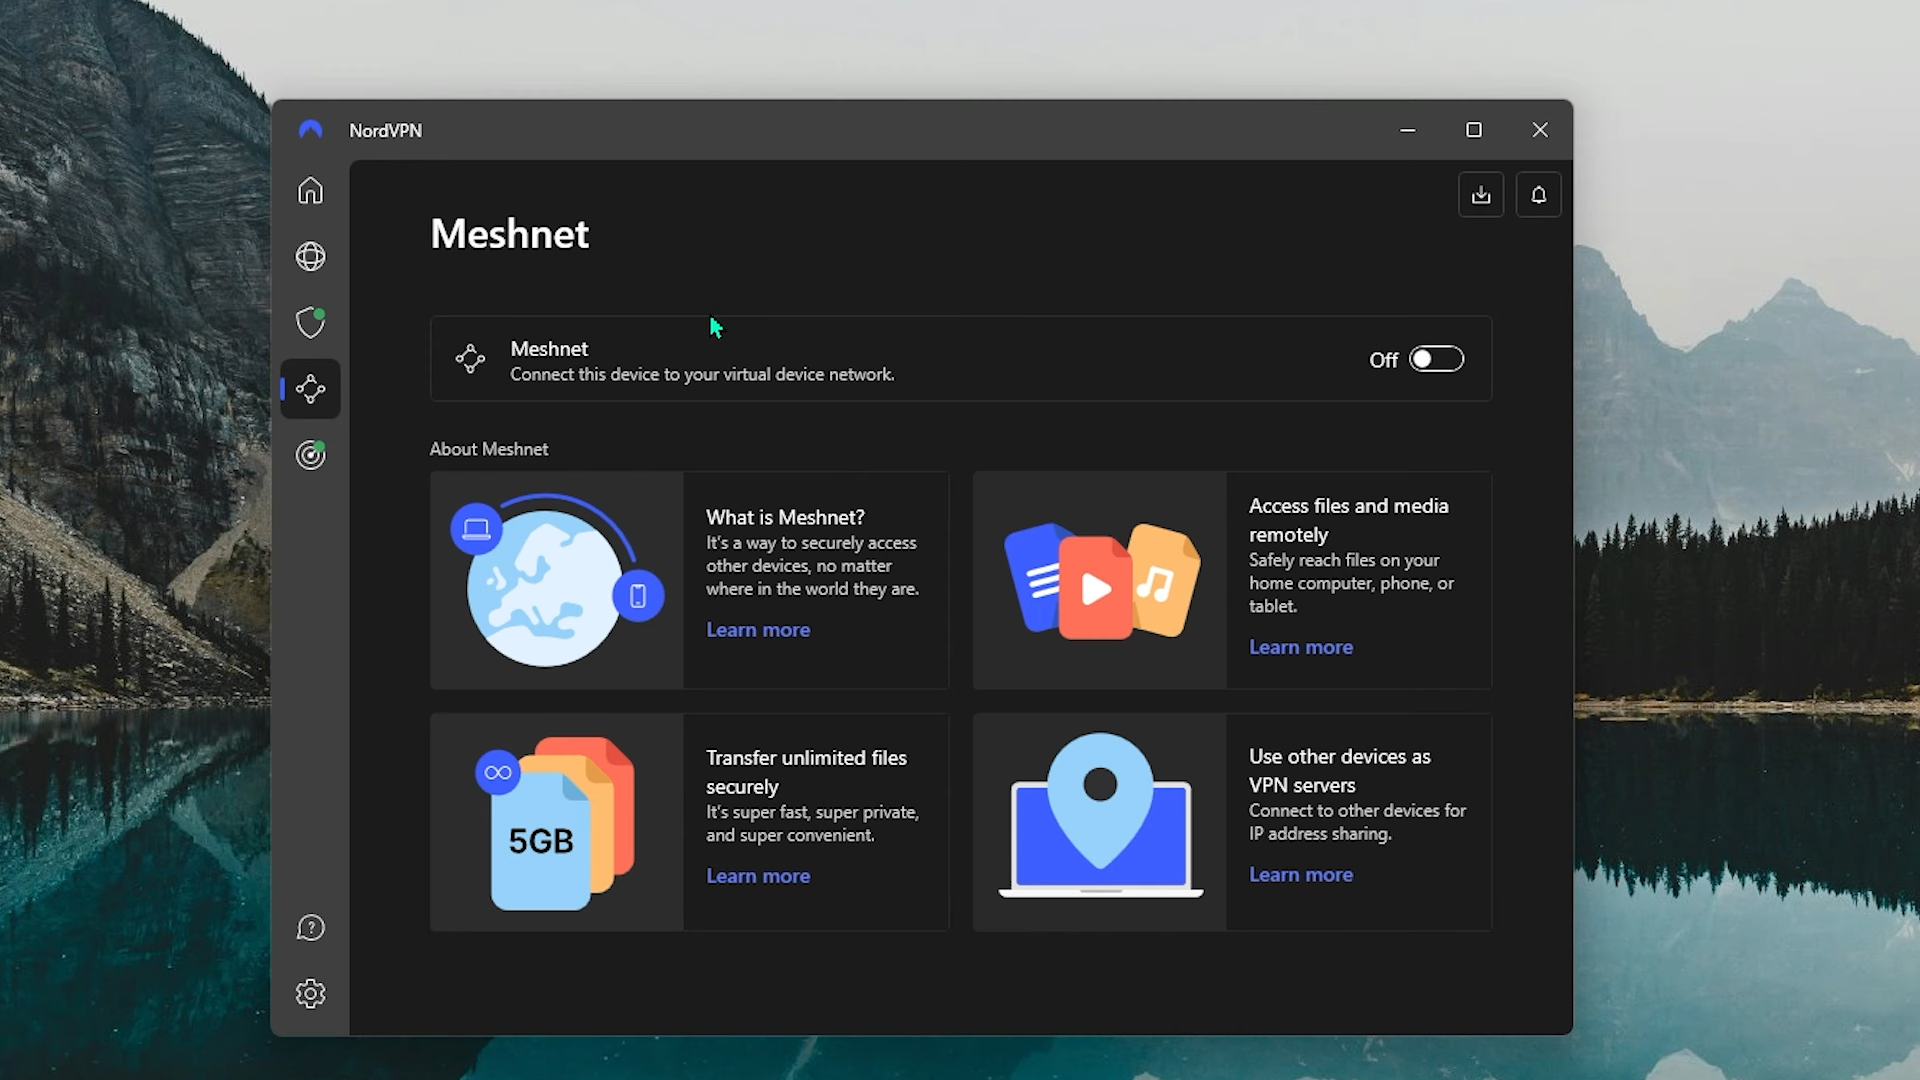 NordVPN
Meshnet
Meshnet
Connect this device to your virtual device network.
Off
About Meshnet
What is Meshnet?
It's a way to securely access
other devices, no matter
where in the world they are.
Learn more
Access files and media
remotely
Safely reach files on your
home computer, phone, or
tablet.
Learn more
5GB
Transfer unlimited files
securely
It's super fast, super private,
and super convenient.
Learn more
Use other devices as
VPN servers
Connect to other devices for
IP address sharing.
Learn more